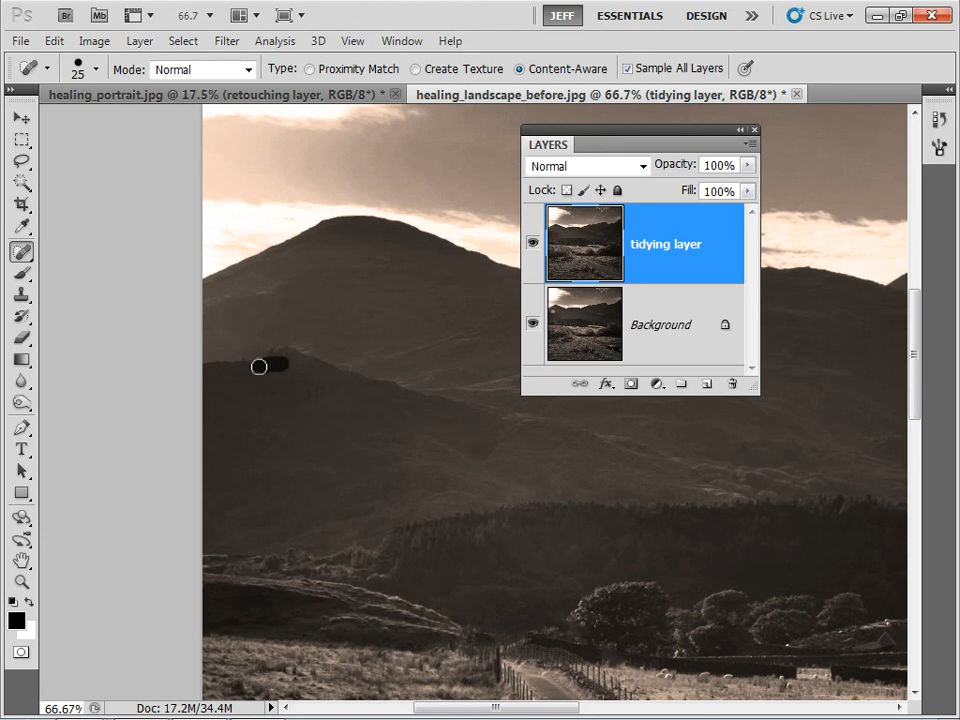 Ps Br Mb 66.7 JEFF ESSENTIALS DESIGN CS Live
File Edit Image Layer Select Filter Analysis 3D View Window Help
25 Mode: Normal Type: Proximity Match Create Texture Content-Aware Sample All Layers
healing_portrait.jpg @ 17.5% (retouching layer, RGB/8*) * healing_landscape_before.jpg @ 66.7% (tidying layer, RGB/8*) *
LAYERS
Normal Opacity: 100%
Lock: Fill: 100%
tidying layer
Background
fx
T
66.67% Doc: 17.2M/34.4M